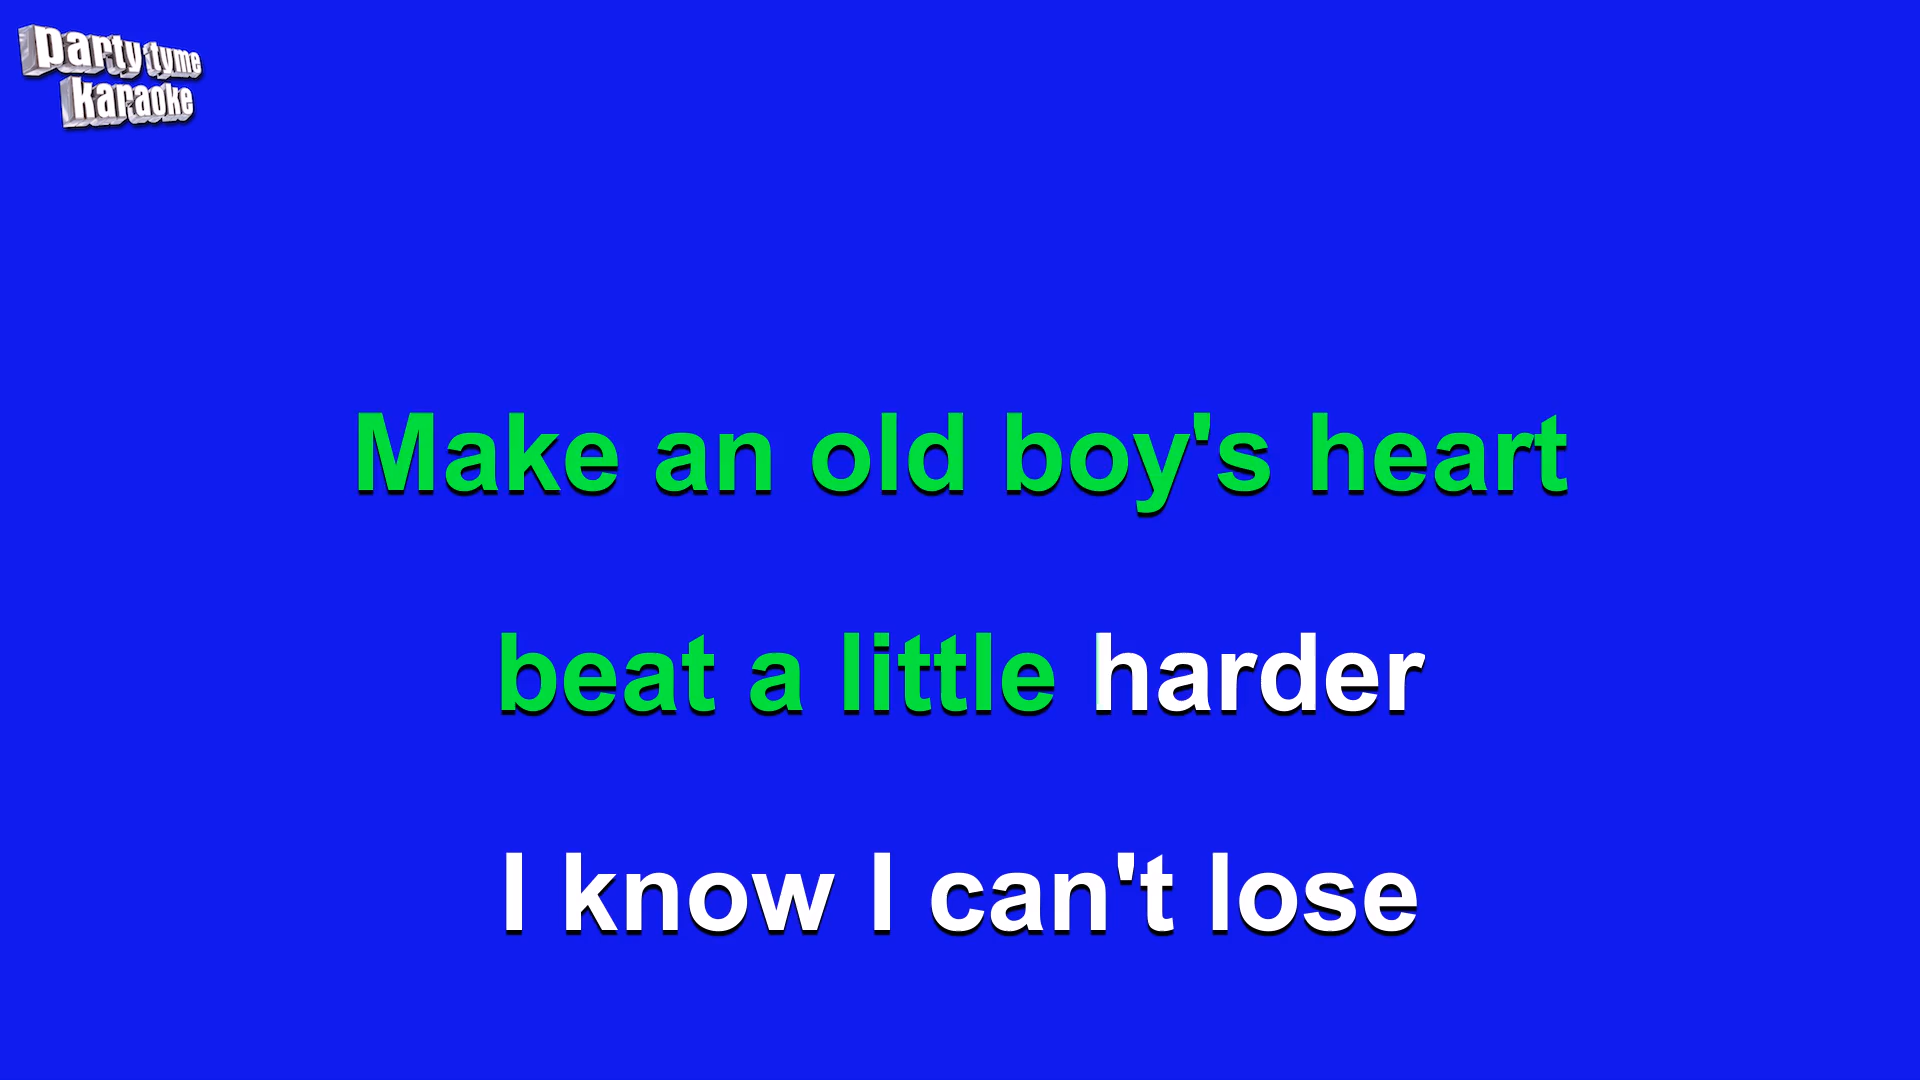 party tyme
karaoke
Make an old boy's heart
beat a little harder
I know I can't lose